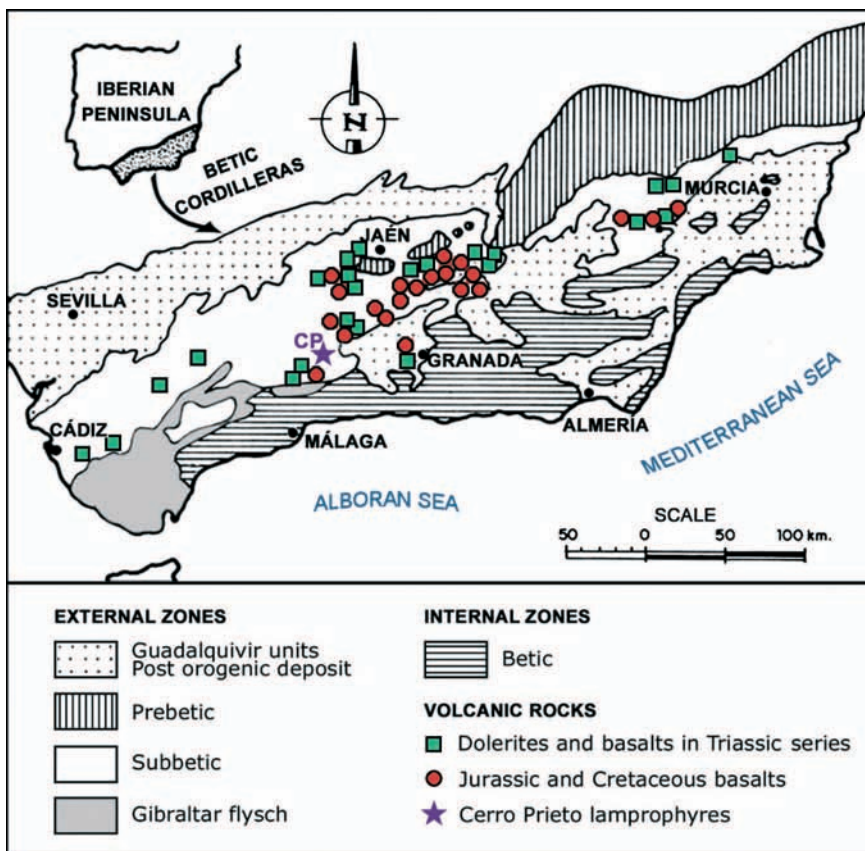 IBERIAN
PENINSULA
BETIC
CORDILLERAS
N
JAÉN
MURCIA
SEVILLA
CP
GRANADA
CÁDIZ
MÁLAGA
ALMERÍA
MEDITERRANEAN SEA
ALBORAN SEA
SCALE
50 0 50 100 km.
EXTERNAL ZONES
Guadalquivir units
Post orogenic deposit
Prebetic
Subbetic
Gibraltar flysch
INTERNAL ZONES
Betic
VOLCANIC ROCKS
Dolerites and basalts in Triassic series
Jurassic and Cretaceous basalts
Cerro Prieto lamprophyres